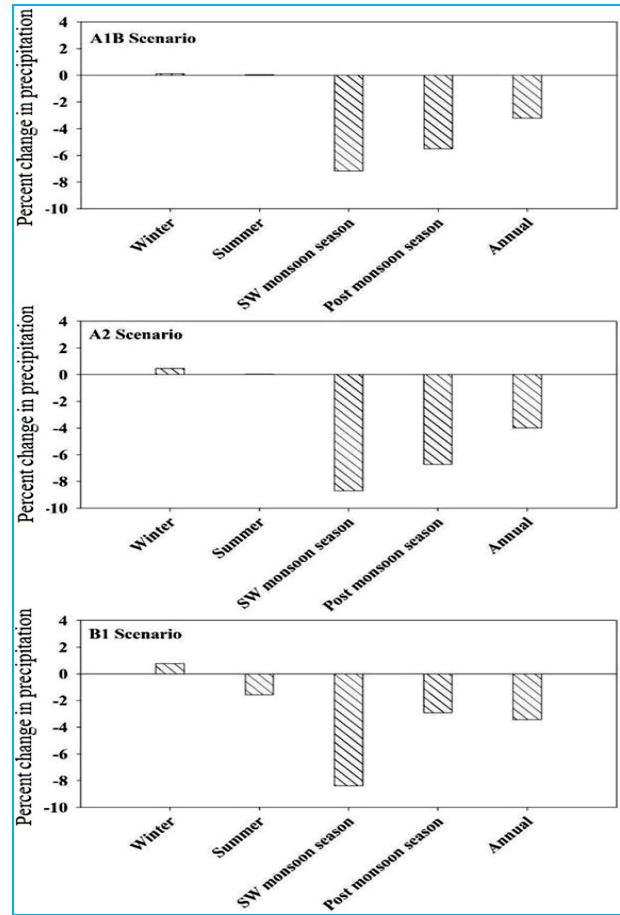 Percent change in precipitation
A1B Scenario
4
2
0
-2
-4
-6
-8
-10
Winter
Summer
SW monsoon season
Post monsoon season
Annual
Percent change in precipitation
A2 Scenario
4
2
0
-2
-4
-6
-8
-10
Winter
Summer
SW monsoon season
Post monsoon season
Annual
Percent change in precipitation
B1 Scenario
4
2
0
-2
-4
-6
-8
-10
Winter
Summer
SW monsoon season
Post monsoon season
Annual